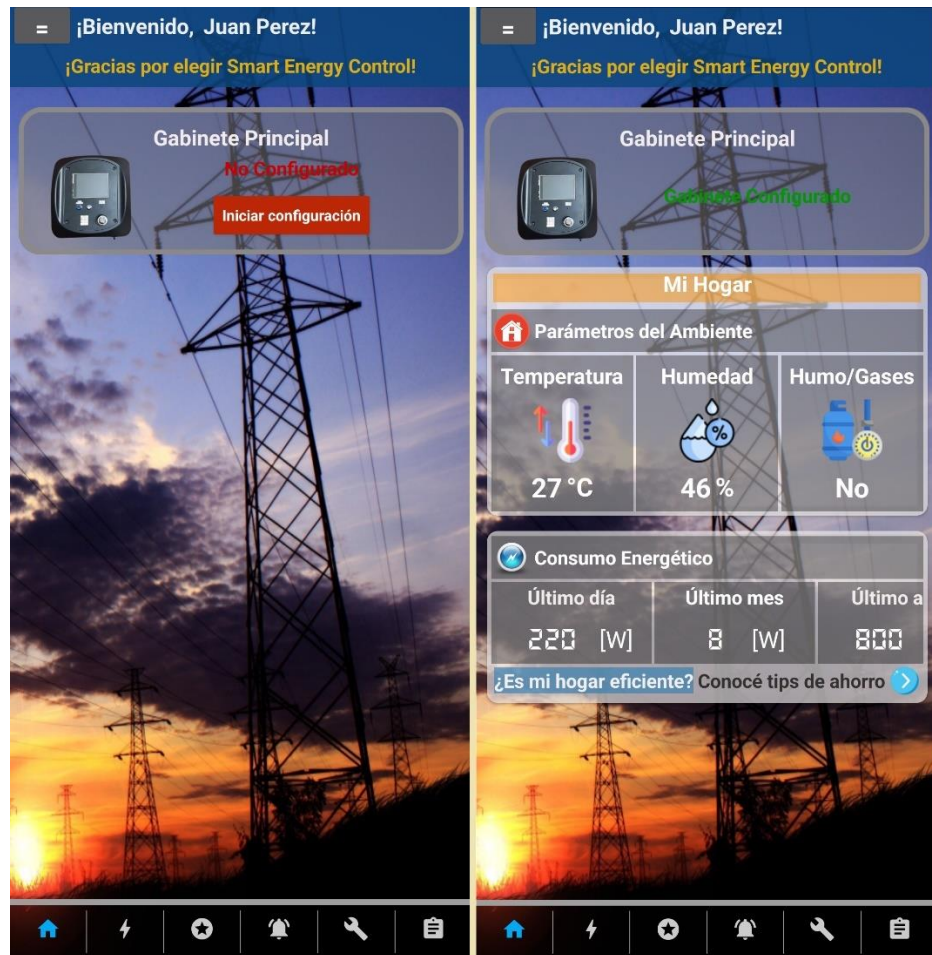 = ¡Bienvenido, Juan Perez!
¡Gracias por elegir Smart Energy Control!
Gabinete Principal
No Configurado
Iniciar configuración
= ¡Bienvenido, Juan Perez!
¡Gracias por elegir Smart Energy Control!
Gabinete Principal
Gabinete Configurado
Mi Hogar
Parámetros del Ambiente
Temperatura Humedad Humo/Gases
%
27 °C 46 % No
Consumo Energético
Último día Último mes Último a
220 [W] 8 [W] 800
¿Es mi hogar eficiente? Conocé tips de ahorro